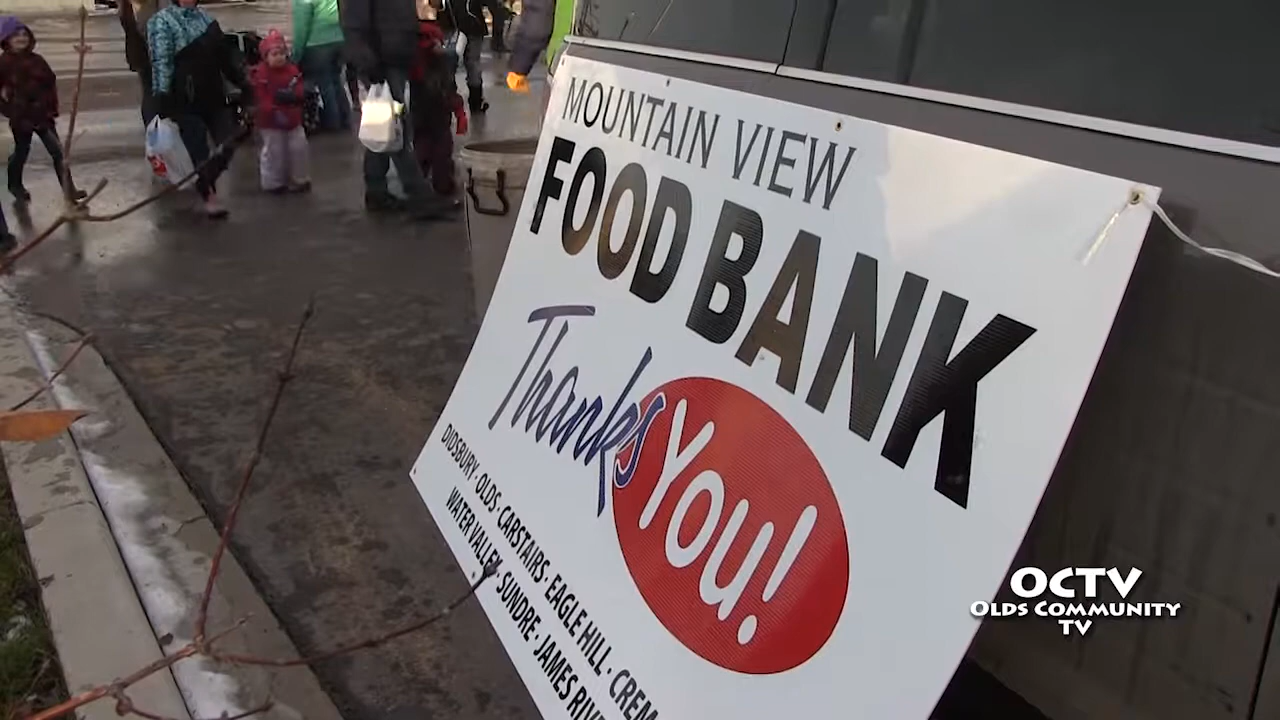 MOUNTAIN VIEW
FOOD BANK
Thanks YOU!
DIDSBURY · OLDS · CARSTAIRS · EAGLE HILL · CREM
WATER VALLEY · SUNDRE · JAMES RIVE
OCTV
OLDS COMMUNITY
TV